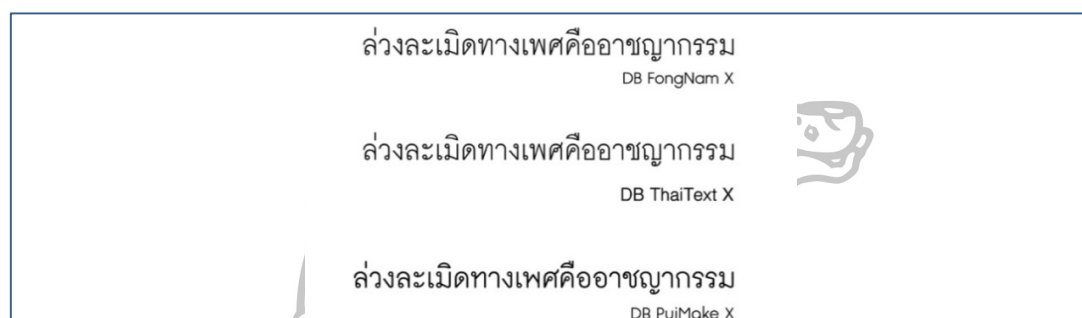 ล่วงละเมิดทางเพศคืออาชญากรรม
DB FongNam X
ล่วงละเมิดทางเพศคืออาชญากรรม
DB ThaiText X
ล่วงละเมิดทางเพศคืออาชญากรรม
DB PuiMake X